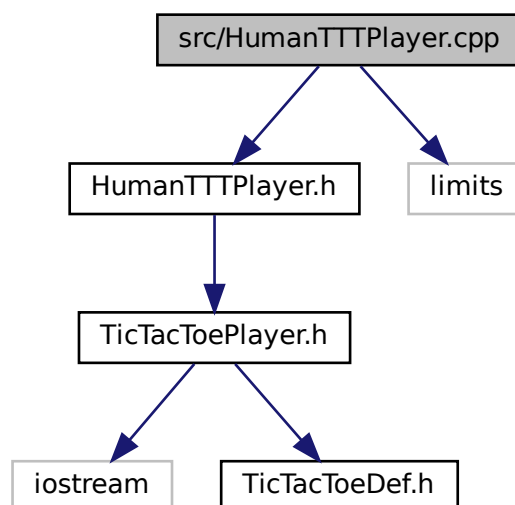 src/HumanTTTPlayer.cpp
HumanTTTPlayer.h
limits
TicTacToePlayer.h
iostream
TicTacToeDef.h